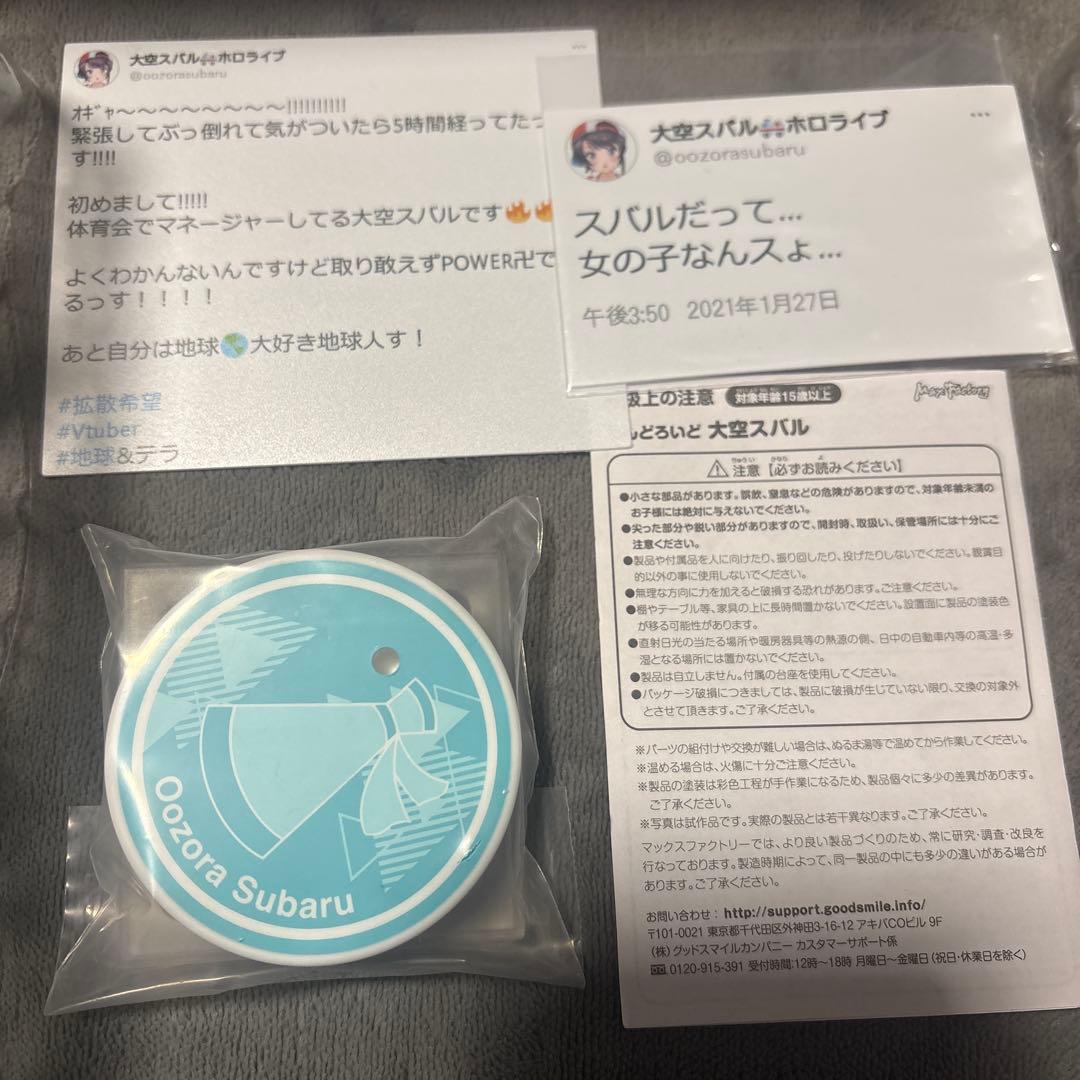 大空スバル🚑ホロライブ
@oozorasubaru
ｵｷﾞｬ〜〜〜〜〜〜〜〜!!!!!!!!!!
緊張してぶっ倒れて気がついたら5時間経ってたっ
す!!!!
初めまして!!!!!
体育会でマネージャーしてる大空スバルです🔥🔥
よくわかんないんですけど取り敢えずPOWER卍で
るっす！！！！
あと自分は地球🌎大好き地球人す！
#拡散希望
#Vtuber
#地球&テラ
大空スバル🚑ホロライブ
@oozorasubaru
スバルだって...
女の子なんスょ...
午後3:50 2021年1月27日
扱上の注意 対象年齢15歳以上
Max Factory
んどろいど 大空スバル
⚠注意【必ずお読みください】
●小さな部品があります。誤飲、窒息などの危険がありますので、対象年齢未満の
お子様には絶対に与えないでください。
●尖った部分や鋭い部分がありますので、開封時、取扱い、保管場所には十分にご
注意ください。
●製品や付属品を人に向けたり、振り回したり、投げたりしないでください。観賞目
的以外の事に使用しないでください。
●無理な方向に力を加えると破損する恐れがあります。ご注意ください。
●棚やテーブル等、家具の上に長時間置かないでください。設置面に製品の塗装色
が移る可能性があります。
●直射日光の当たる場所や暖房器具等の熱源の側、日中の自動車内等の高温・多
湿となる場所には置かないでください。
●製品は自立しません。付属の台座を使用してください。
●パッケージ破損につきましては、製品に破損が生じていない限り、交換の対象外
とさせて頂きます。ご了承ください。
※パーツの組付けや交換が難しい場合は、ぬるま湯等で温めてから作業してください。
※温める場合は、火傷に十分ご注意ください。
※製品の塗装は彩色工程が手作業になるため、製品個々に多少の差異があります。
ご了承ください。
※写真は試作品です。実際の製品とは若干異なります。ご了承ください。
マックスファクトリーでは、より良い製品づくりのため、常に研究・調査・改良を
行なっております。製造時期によって、同一製品の中にも多少の違いがある場合が
あります。ご了承ください。
お問い合わせ：http://support.goodsmile.info/
〒101-0021 東京都千代田区外神田3-16-12 アキバCOビル 9F
(株)グッドスマイルカンパニー カスタマーサポート係
0120-915-391 受付時間:12時〜18時 月曜日〜金曜日(祝日・休業日を除く)
Oozora Subaru